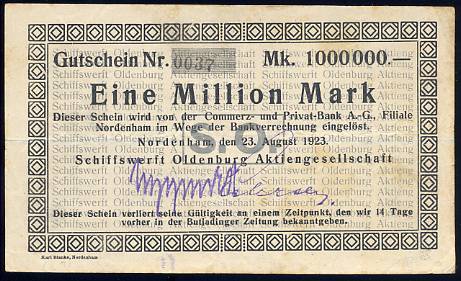 Gutschein Nr. 0037 Mk. 1000000.—
Eine Million Mark
Dieser Schein wird von der Commerz- und Privat-Bank A.-G., Filiale
Nordenham im Wege der Bankverrechnung eingelöst.
S.O.
Nordenham, den 23. August 1923.
Schiffswerft Oldenburg Aktiengesellschaft
Dieser Schein verliert seine Gültigkeit an einem Zeitpunkt, den wir 14 Tage
vorher in der Butjadinger Zeitung bekanntgeben.
Karl Blanke, Nordenham